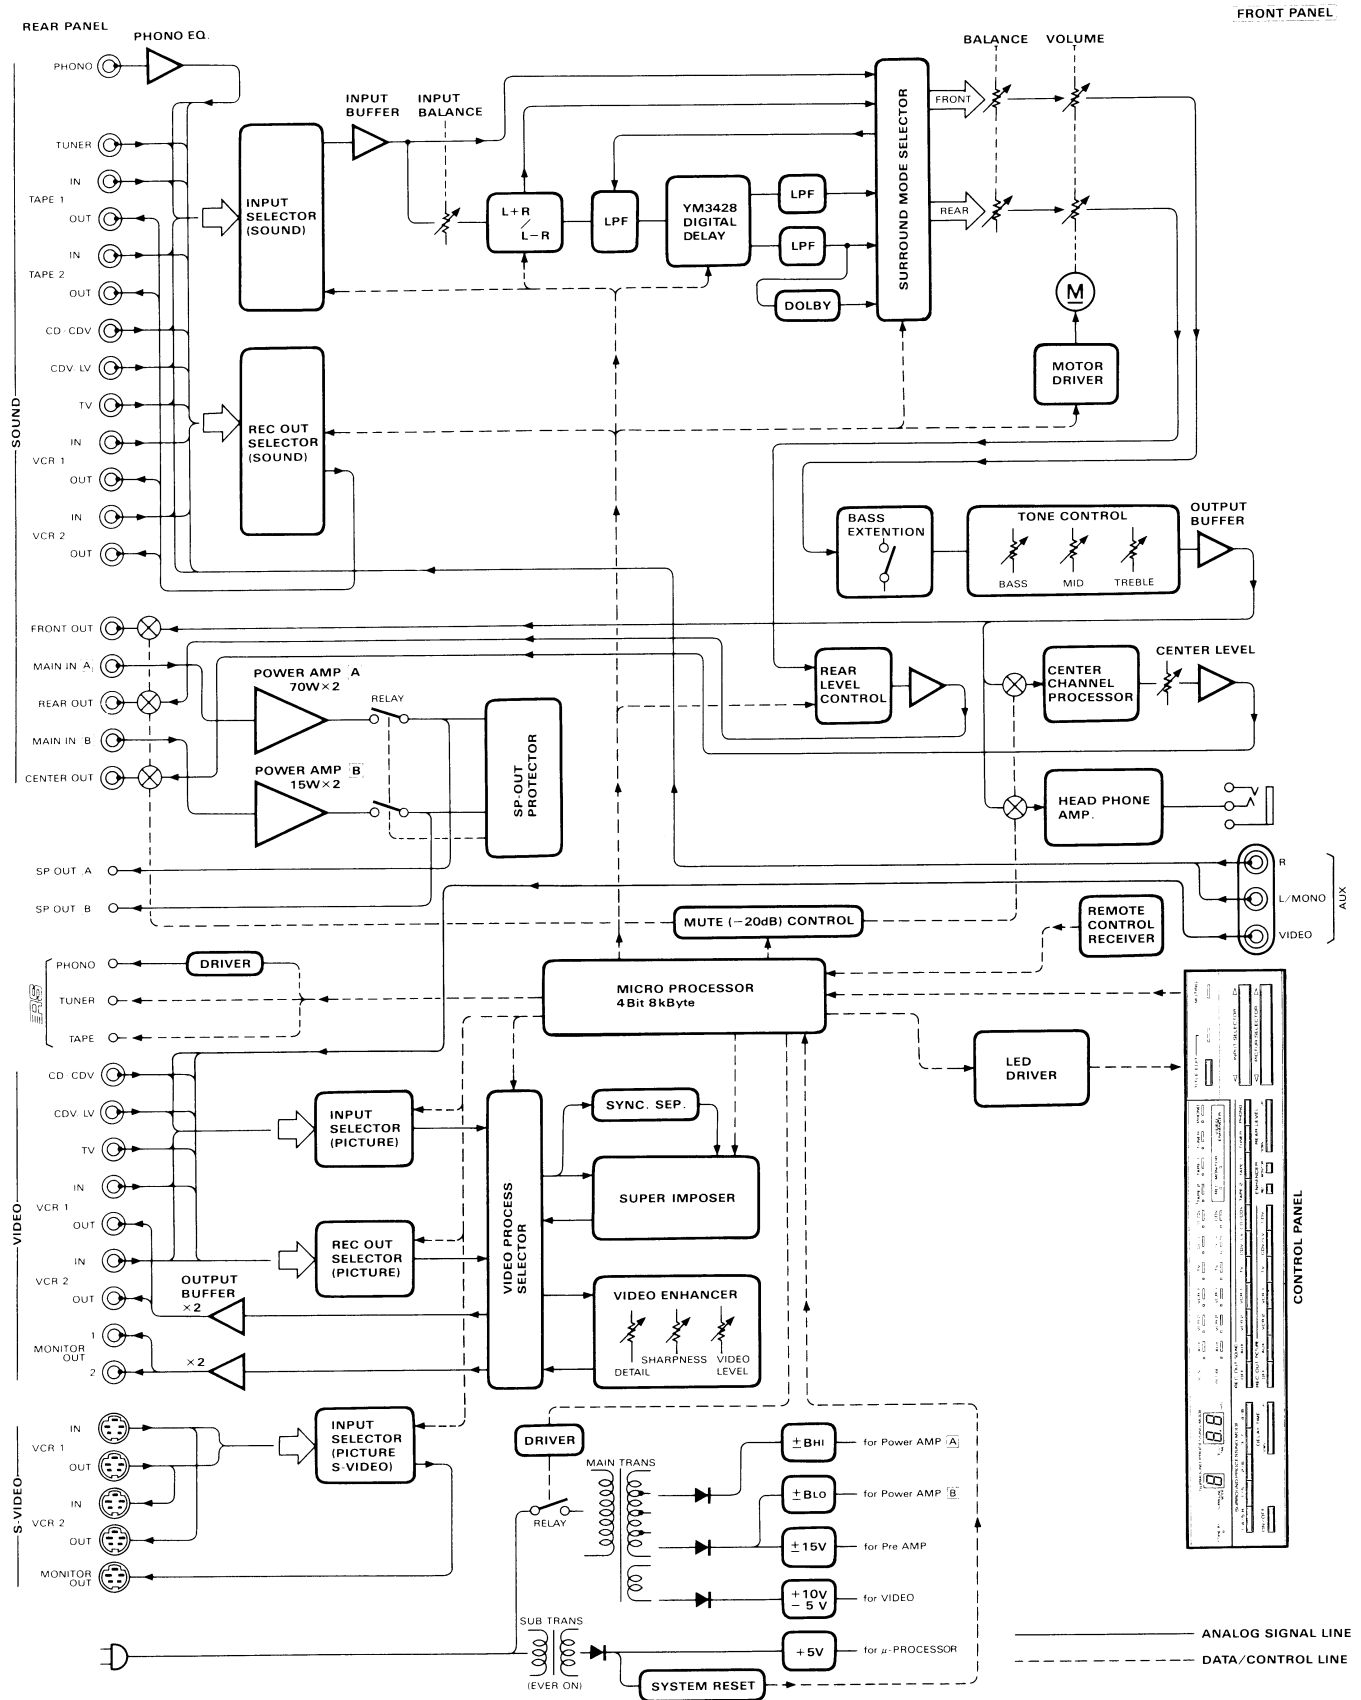 FRONT PANEL
REAR PANEL
PHONO EQ.
BALANCE
VOLUME
PHONO
INPUT
BUFFER
INPUT
BALANCE
FRONT
TUNER
IN
TAPE 1
OUT
INPUT
SELECTOR
(SOUND)
L+R
/
L−R
LPF
YM3428
DIGITAL
DELAY
LPF
LPF
DOLBY
SURROUND MODE SELECTOR
REAR
IN
TAPE 2
OUT
M
CD/CDV
CDV/LV
MOTOR
DRIVER
SOUND
TV
IN
VCR 1
OUT
REC OUT
SELECTOR
(SOUND)
IN
VCR 2
OUT
BASS
EXTENTION
TONE CONTROL
BASS
MID
TREBLE
OUTPUT
BUFFER
FRONT OUT
MAIN IN A
REAR OUT
MAIN IN B
CENTER OUT
POWER AMP A
70W×2
RELAY
POWER AMP B
15W×2
SP-OUT
PROTECTOR
REAR
LEVEL
CONTROL
CENTER
CHANNEL
PROCESSOR
CENTER LEVEL
HEAD PHONE
AMP.
SP OUT A
SP OUT B
R
L/MONO
VIDEO
AUX
MUTE (−20dB) CONTROL
REMOTE
CONTROL
RECEIVER
PHONO
DRIVER
TUNER
TAPE
MICRO PROCESSOR
4Bit 8kByte
LED
DRIVER
CD/CDV
CDV/LV
TV
IN
VCR 1
OUT
IN
VCR 2
OUT
MONITOR
OUT
1
2
VIDEO
INPUT
SELECTOR
(PICTURE)
REC OUT
SELECTOR
(PICTURE)
OUTPUT
BUFFER
×2
×2
VIDEO PROCESS
SELECTOR
SYNC. SEP.
SUPER IMPOSER
VIDEO ENHANCER
DETAIL
SHARPNESS
VIDEO
LEVEL
CONTROL PANEL
MUTING
INPUT SELECTOR
REAR LEVEL
DELAY TIME
S-VIDEO
IN
VCR 1
OUT
IN
VCR 2
OUT
MONITOR
OUT
INPUT
SELECTOR
(PICTURE
S-VIDEO)
DRIVER
RELAY
MAIN TRANS
±BHI
for Power AMP A
±BLO
for Power AMP B
±15V
for Pre AMP
+10V
−5V
for VIDEO
SUB TRANS
(EVER ON)
+5V
for μ-PROCESSOR
SYSTEM RESET
ANALOG SIGNAL LINE
DATA/CONTROL LINE